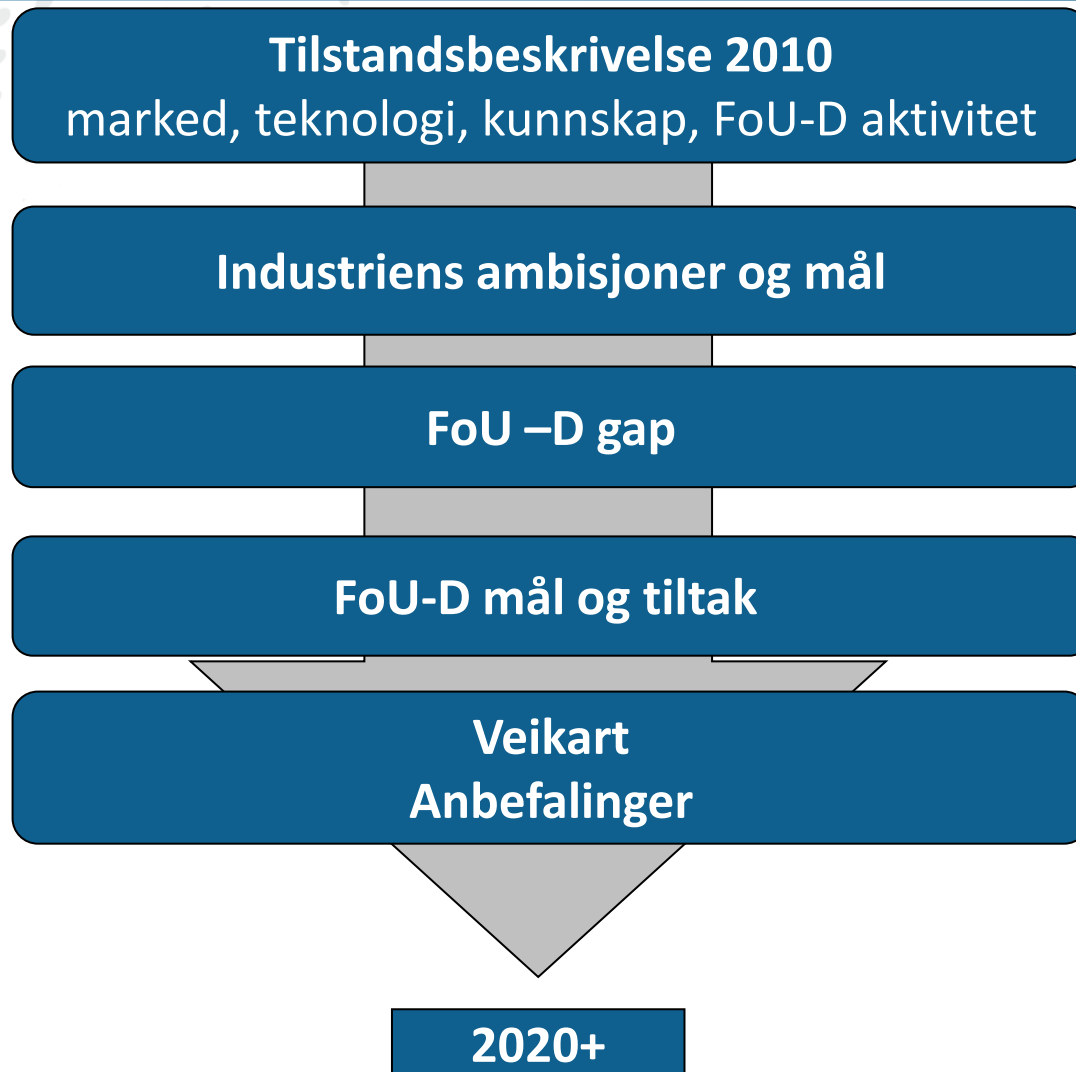 Tilstandsbeskrivelse 2010
marked, teknologi, kunnskap, FoU-D aktivitet
Industriens ambisjoner og mål
FoU –D gap
FoU-D mål og tiltak
Veikart
Anbefalinger
2020+